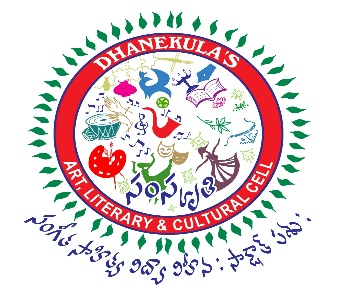 DHANEKULA'S
సంస్కృతి
ART, LITERARY & CULTURAL CELL
సంగీత సాహిత్య విద్యా విహీన: సాక్షాత్ పశు: